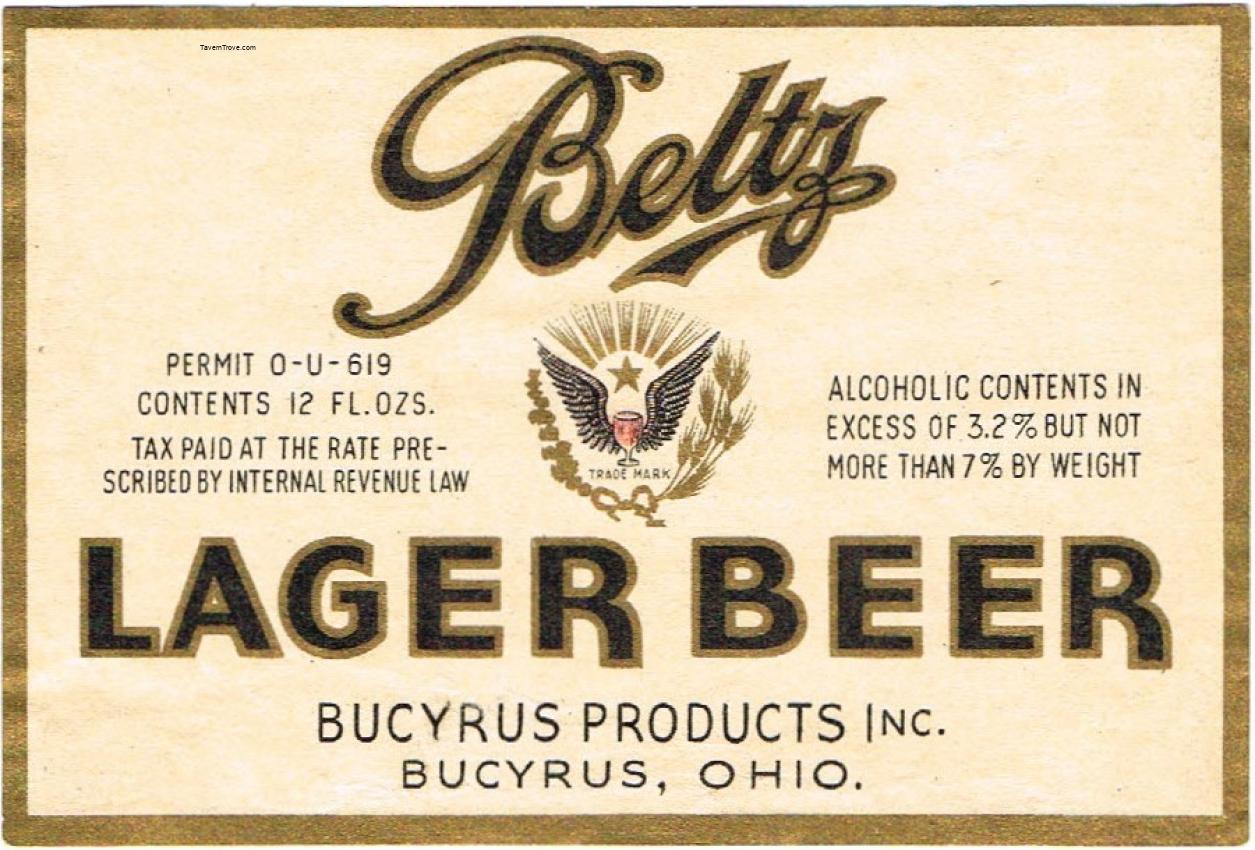 TavernTrove.com
Beltz
PERMIT O-U-619
CONTENTS 12 FL.OZS.
TAX PAID AT THE RATE PRE-
SCRIBED BY INTERNAL REVENUE LAW
TRADE MARK
ALCOHOLIC CONTENTS IN
EXCESS OF 3.2% BUT NOT
MORE THAN 7% BY WEIGHT
LAGER BEER
BUCYRUS PRODUCTS INC.
BUCYRUS, OHIO.